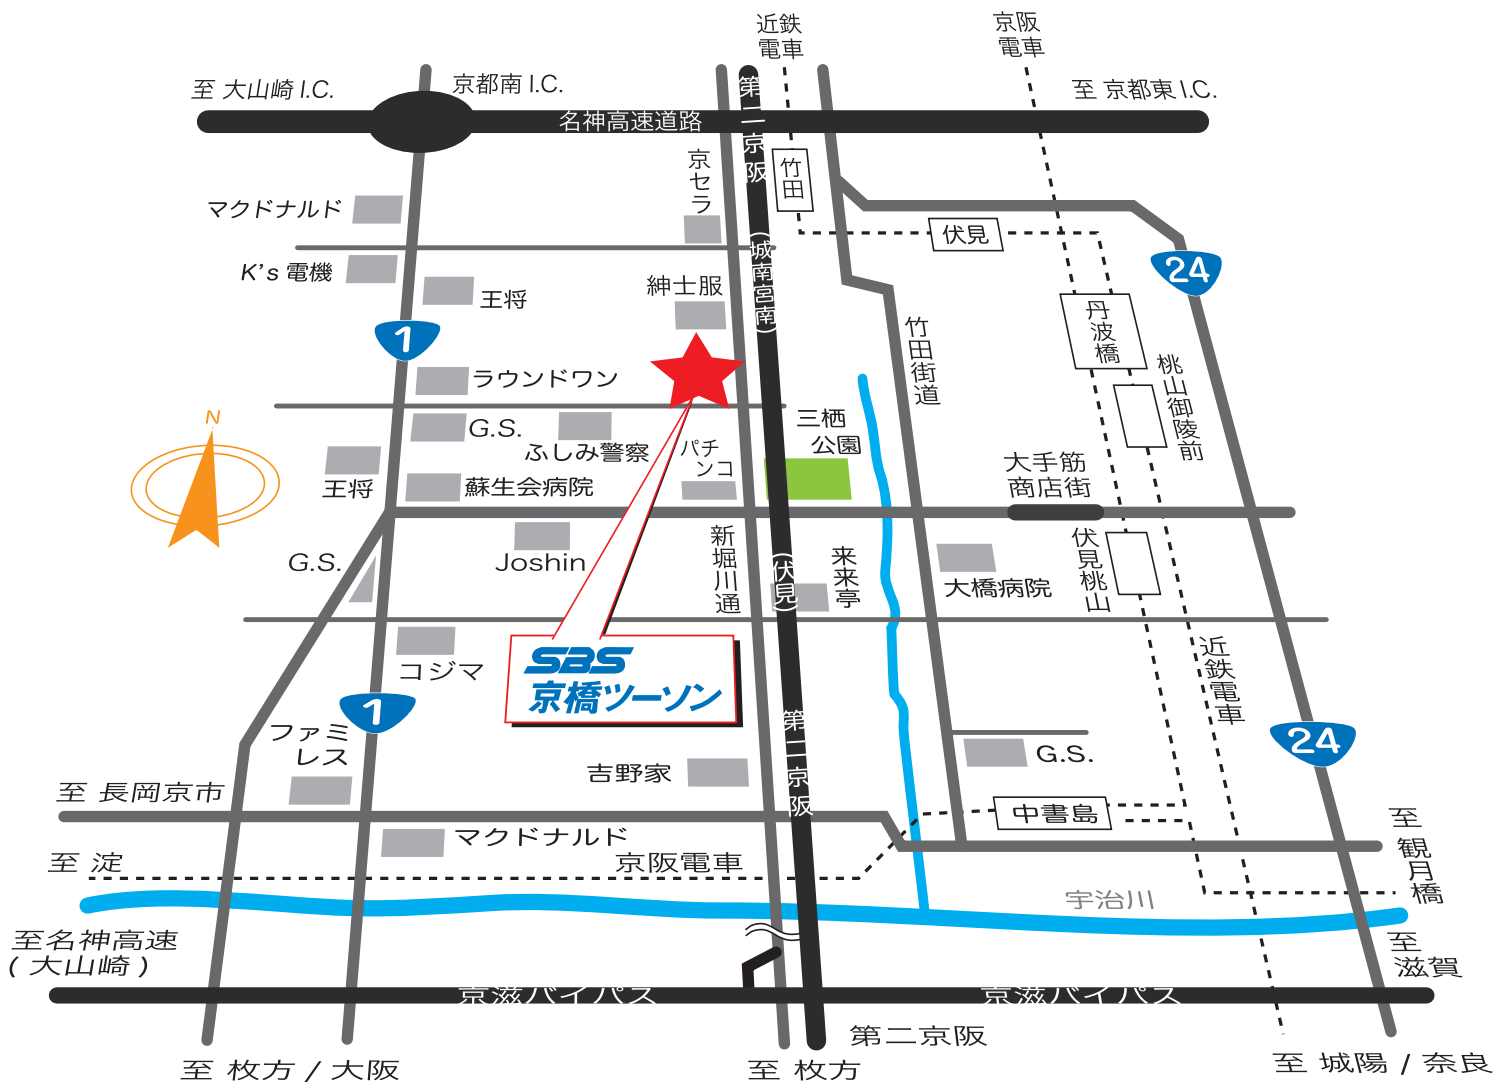 近鉄
電車
京阪
電車
至 大山崎 I.C.
京都南 I.C.
至 京都東 I.C.
名神高速道路
第二京阪
(城南宮南)
京セラ
竹田
マクドナルド
伏見
K's 電機
王将
紳士服
24
1
丹波橋
竹田街道
桃山御陵前
ラウンドワン
N
G.S.
ふしみ警察
パチ
ンコ
三栖
公園
王将
蘇生会病院
大手筋
商店街
G.S.
Joshin
新堀川通
(伏見)
来来亭
大橋病院
伏見桃山
コジマ
SBS
京橋ツーソン
近鉄電車
1
ファミ
レス
第二京阪
24
G.S.
吉野家
至 長岡京市
中書島
マクドナルド
至 淀
京阪電車
至観月橋
宇治川
至名神高速
(大山崎)
至
滋賀
京滋バイパス
京滋バイパス
第二京阪
至 枚方 / 大阪
至 枚方
至 城陽 / 奈良